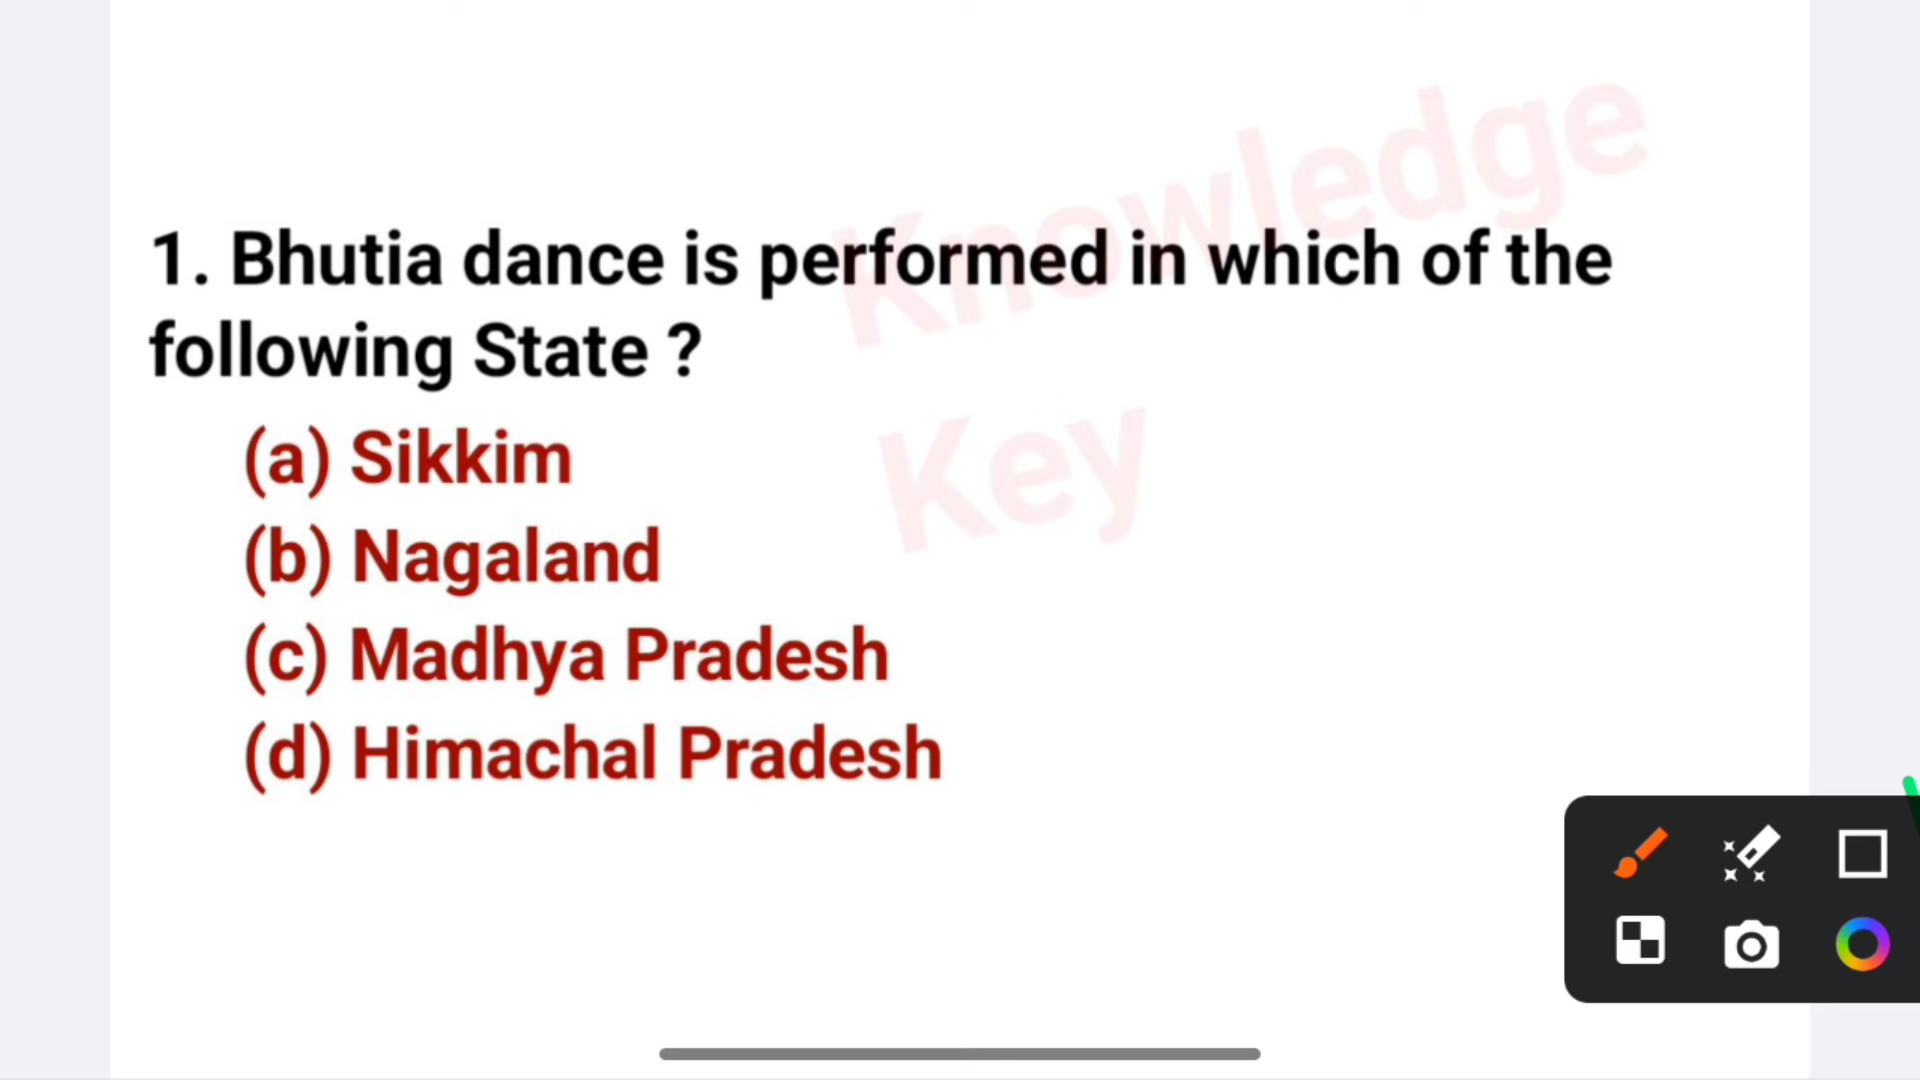 Knowledge
Key
1. Bhutia dance is performed in which of the
following State ?
(a) Sikkim
(b) Nagaland
(c) Madhya Pradesh
(d) Himachal Pradesh